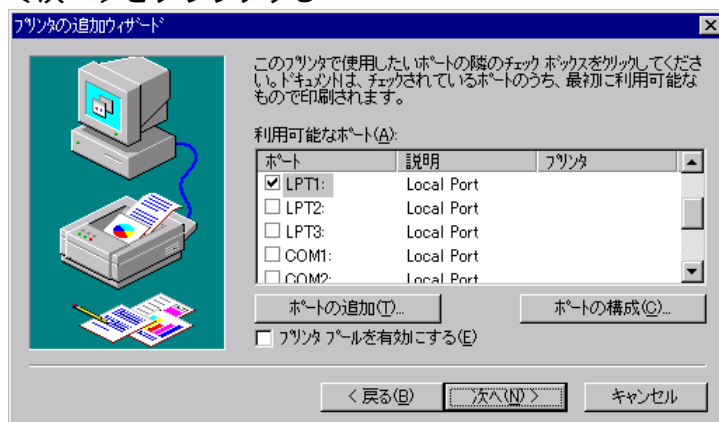 プリンタの追加ウィザード
このプリンタで使用したいポートの隣のチェック ボックスをクリックしてくださ
い。ドキュメントは、チェックされているポートのうち、最初に利用可能な
もので印刷されます。
利用可能なポート(A):
ポート 説明 プリンタ
LPT1: Local Port
LPT2: Local Port
LPT3: Local Port
COM1: Local Port
COM2: Local Port
ポートの追加(T)... ポートの構成(C)...
プリンタ プールを有効にする(E)
< 戻る(B) 次へ(N) > キャンセル